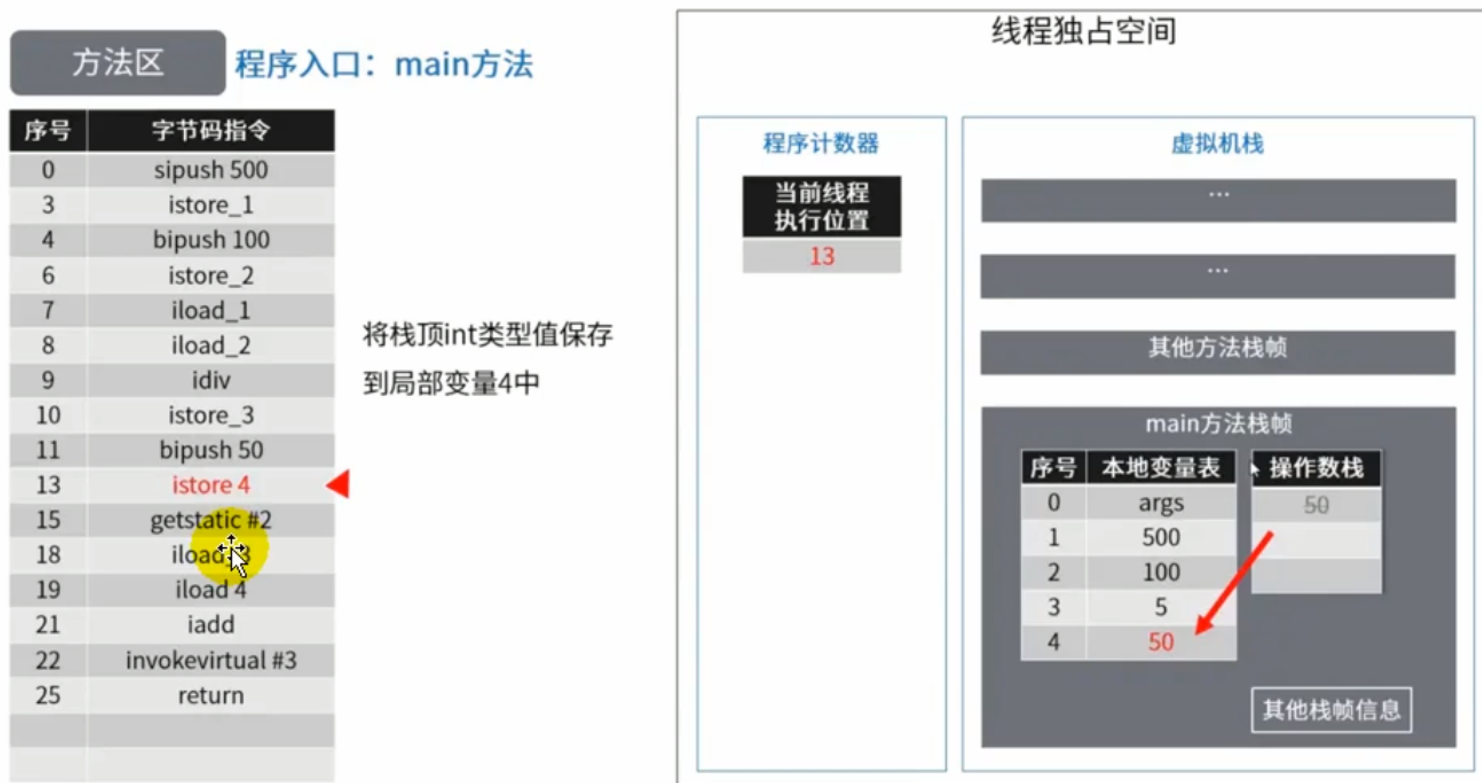 方法区
程序入口：main方法
序号 字节码指令
0 sipush 500
3 istore_1
4 bipush 100
6 istore_2
7 iload_1
8 iload_2
9 idiv
10 istore_3
11 bipush 50
13 istore 4
15 getstatic #2
18 iload_3
19 iload 4
21 iadd
22 invokevirtual #3
25 return
将栈顶int类型值保存
到局部变量4中
线程独占空间
程序计数器
当前线程
执行位置
13
虚拟机栈
...
...
其他方法栈帧
main方法栈帧
序号 本地变量表
0 args
1 500
2 100
3 5
4 50
操作数栈
50
其他栈帧信息